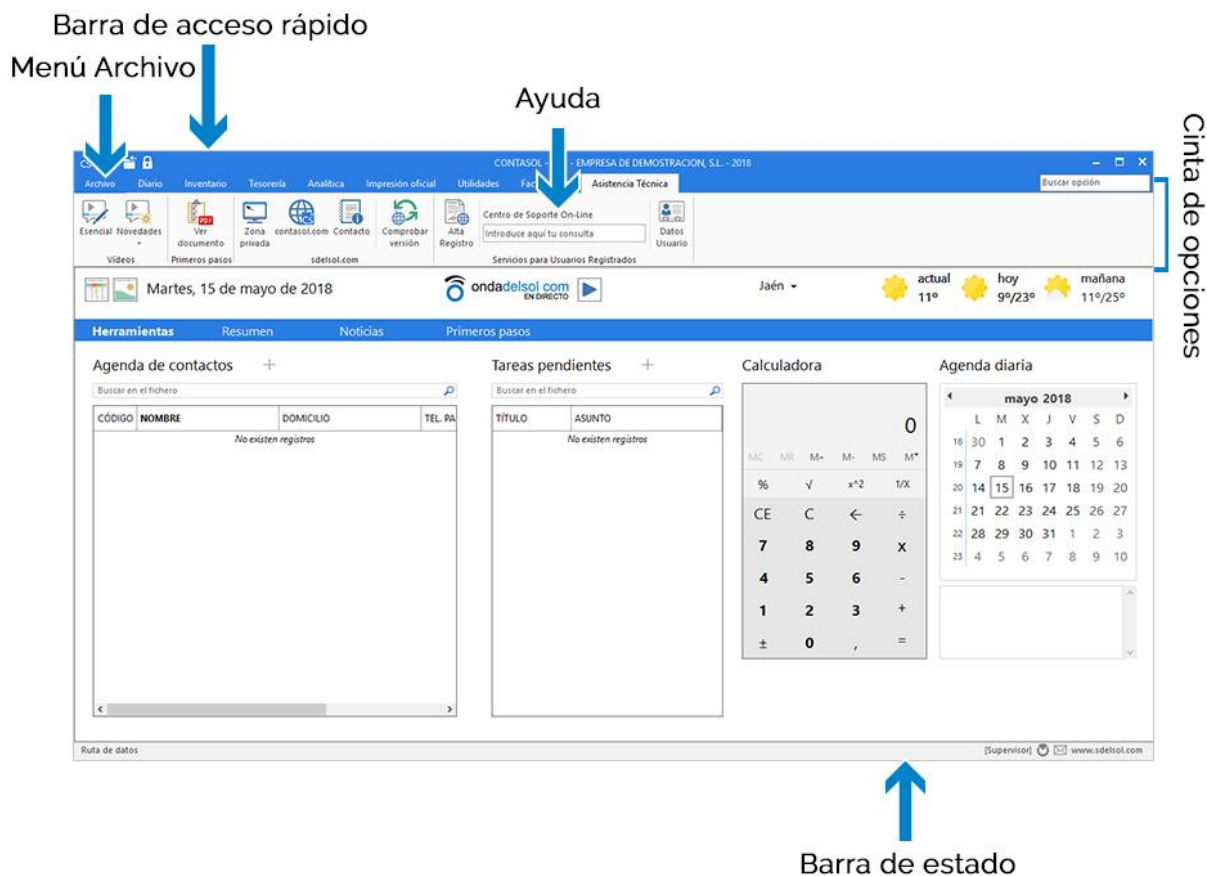 Barra de acceso rápido
Menú Archivo
Ayuda
Cinta de opciones
CONTASOL - EMPRESA DE DEMOSTRACION, S.L. - 2018
Archivo Diario Inventario Tesorería Analítica Impresión oficial Utilidades Asistencia Técnica Buscar opción
Esencial Novedades Ver documento Zona privada contasol.com Contacto Comprobar versión Alta Registro Centro de Soporte On-Line Datos Usuario
Introduce aquí tu consulta
Vídeos Primeros pasos sdelsol.com Servicios para Usuarios Registrados
Martes, 15 de mayo de 2018 ondadelsol com Jaén actual hoy mañana
EN DIRECTO 11º 9º/23º 11º/25º
Herramientas Resumen Noticias Primeros pasos
Agenda de contactos + Tareas pendientes + Calculadora Agenda diaria
Buscar en el fichero Buscar en el fichero
CÓDIGO NOMBRE DOMICILIO TEL. PA TÍTULO ASUNTO
No existen registros No existen registros
0
MC MR M+ M- MS M
% √ x^2 1/X
CE C ← ÷
7 8 9 x
4 5 6 -
1 2 3 +
± 0 , =
mayo 2018
L M X J V S D
18 30 1 2 3 4 5 6
19 7 8 9 10 11 12 13
20 14 15 16 17 18 19 20
21 21 22 23 24 25 26 27
22 28 29 30 31 1 2 3
23 4 5 6 7 8 9 10
Ruta de datos [Supervisor] www.sdelsol.com
Barra de estado